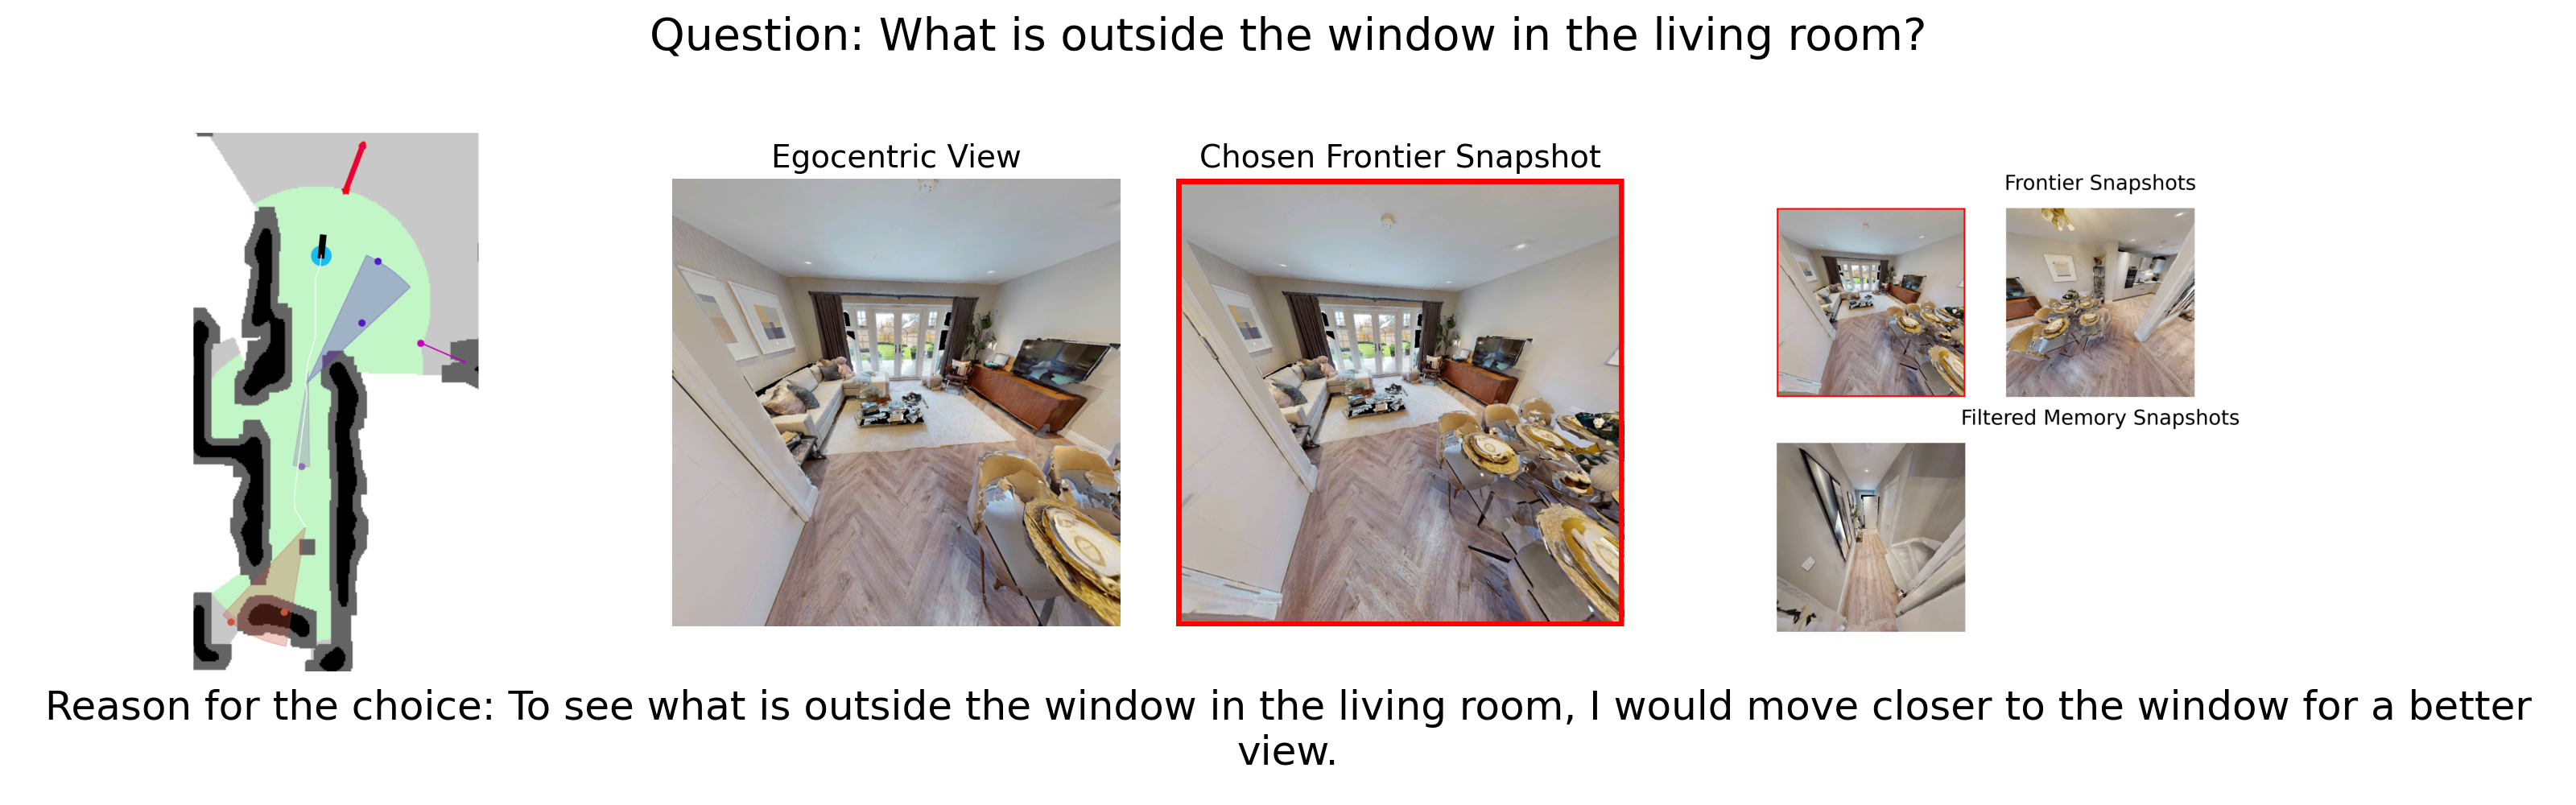 Question: What is outside the window in the living room?
Egocentric View
Chosen Frontier Snapshot
Frontier Snapshots
Filtered Memory Snapshots
Reason for the choice: To see what is outside the window in the living room, I would move closer to the window for a better
view.